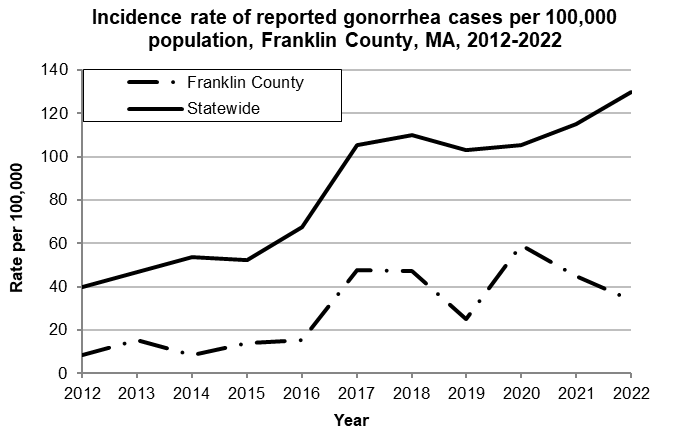 Incidence rate of reported gonorrhea cases per 100,000
population, Franklin County, MA, 2012-2022
140
120
100
80
60
40
20
0
Franklin County
Statewide
Rate per 100,000
2012 2013 2014 2015 2016 2017 2018 2019 2020 2021 2022
Year